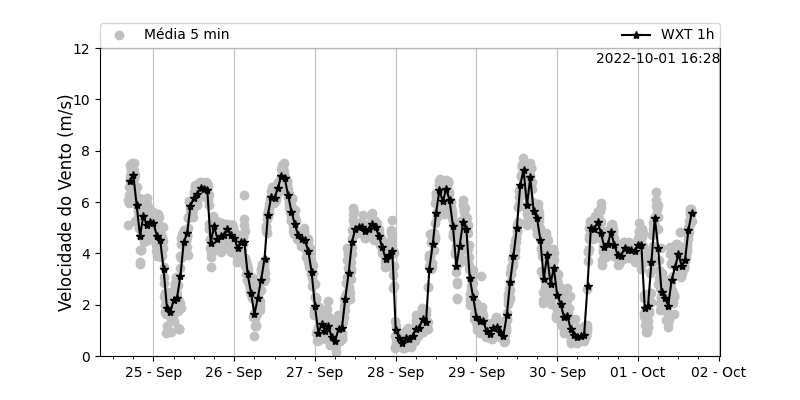 Média 5 min
WXT 1h
2022-10-01 16:28
Velocidade do Vento (m/s)
12
10
8
6
4
2
0
25 - Sep
26 - Sep
27 - Sep
28 - Sep
29 - Sep
30 - Sep
01 - Oct
02 - Oct